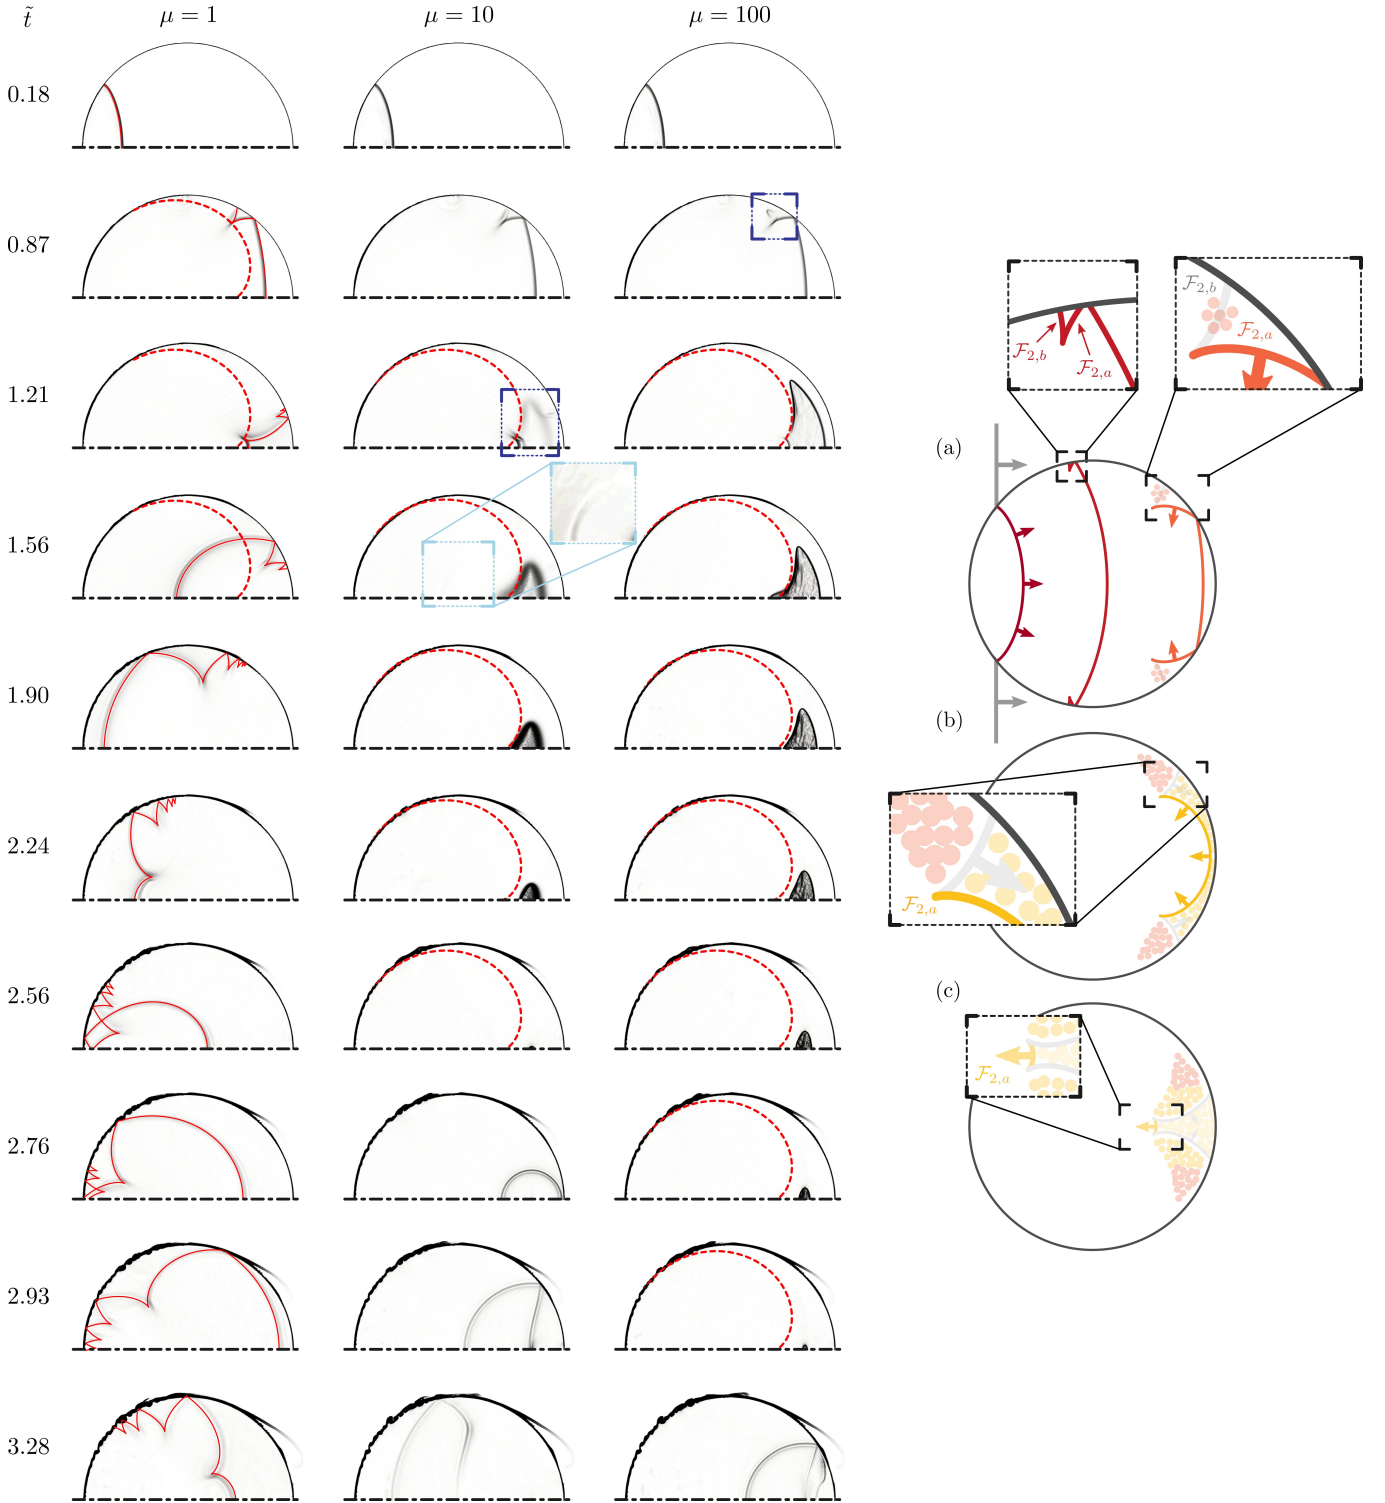 t̃ μ = 1 μ = 10 μ = 100
0.18
0.87
1.21
1.56
1.90
2.24
2.56
2.76
2.93
3.28
F2,b
F2,a
F2,b
F2,a
(a)
(b)
F2,a
(c)
F2,a